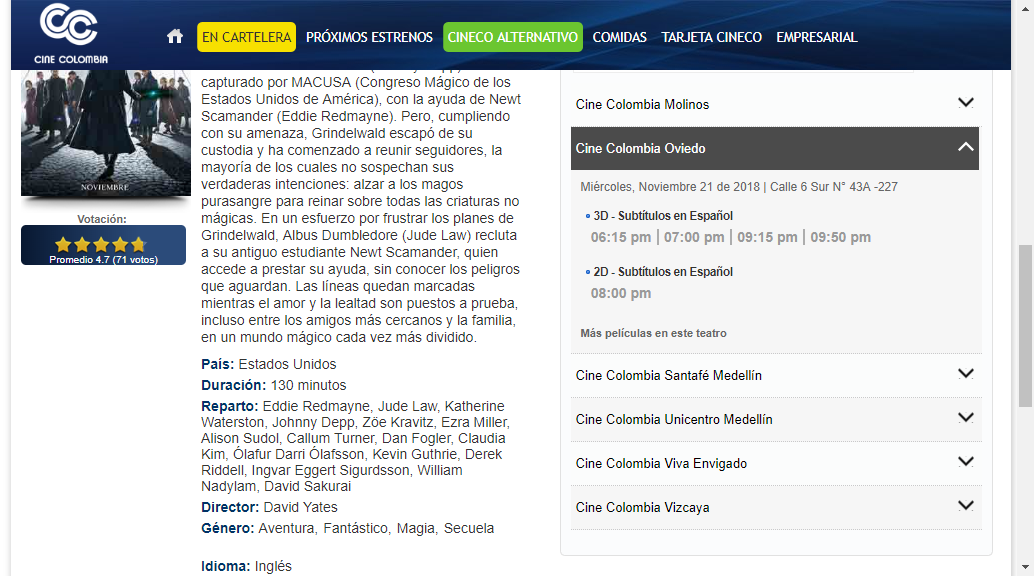 CINE COLOMBIA
EN CARTELERA PRÓXIMOS ESTRENOS CINECO ALTERNATIVO COMIDAS TARJETA CINECO EMPRESARIAL
NOVIEMBRE
Votación:
Promedio 4.7 (71 votos)
capturado por MACUSA (Congreso Mágico de los
Estados Unidos de América), con la ayuda de Newt
Scamander (Eddie Redmayne). Pero, cumpliendo
con su amenaza, Grindelwald escapó de su
custodia y ha comenzado a reunir seguidores, la
mayoría de los cuales no sospechan sus
verdaderas intenciones: alzar a los magos
purasangre para reinar sobre todas las criaturas no
mágicas. En un esfuerzo por frustrar los planes de
Grindelwald, Albus Dumbledore (Jude Law) recluta
a su antiguo estudiante Newt Scamander, quien
accede a prestar su ayuda, sin conocer los peligros
que aguardan. Las líneas quedan marcadas
mientras el amor y la lealtad son puestos a prueba,
incluso entre los amigos más cercanos y la familia,
en un mundo mágico cada vez más dividido.
País: Estados Unidos
Duración: 130 minutos
Reparto: Eddie Redmayne, Jude Law, Katherine
Waterston, Johnny Depp, Zöe Kravitz, Ezra Miller,
Alison Sudol, Callum Turner, Dan Fogler, Claudia
Kim, Ólafur Darri Ólafsson, Kevin Guthrie, Derek
Riddell, Ingvar Eggert Sigurdsson, William
Nadylam, David Sakurai
Director: David Yates
Género: Aventura, Fantástico, Magia, Secuela
Idioma: Inglés
Cine Colombia Molinos
Cine Colombia Oviedo
Miércoles, Noviembre 21 de 2018 | Calle 6 Sur N° 43A -227
3D - Subtítulos en Español
06:15 pm | 07:00 pm | 09:15 pm | 09:50 pm
2D - Subtítulos en Español
08:00 pm
Más películas en este teatro
Cine Colombia Santafé Medellín
Cine Colombia Unicentro Medellín
Cine Colombia Viva Envigado
Cine Colombia Vizcaya